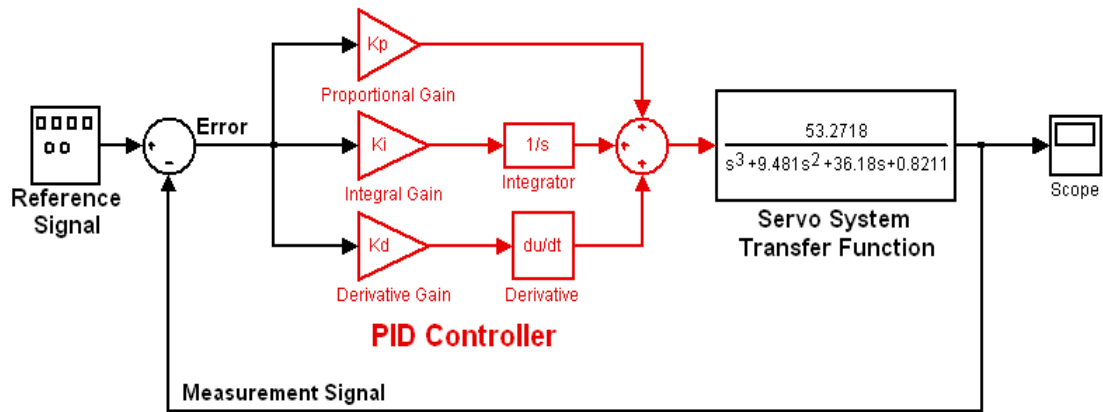 Kp
Proportional Gain
Error
Reference
Signal
Ki
Integral Gain
1/s
Integrator
53.2718
s³+9.481s²+36.18s+0.8211
Servo System
Transfer Function
Scope
Kd
Derivative Gain
du/dt
Derivative
PID Controller
Measurement Signal